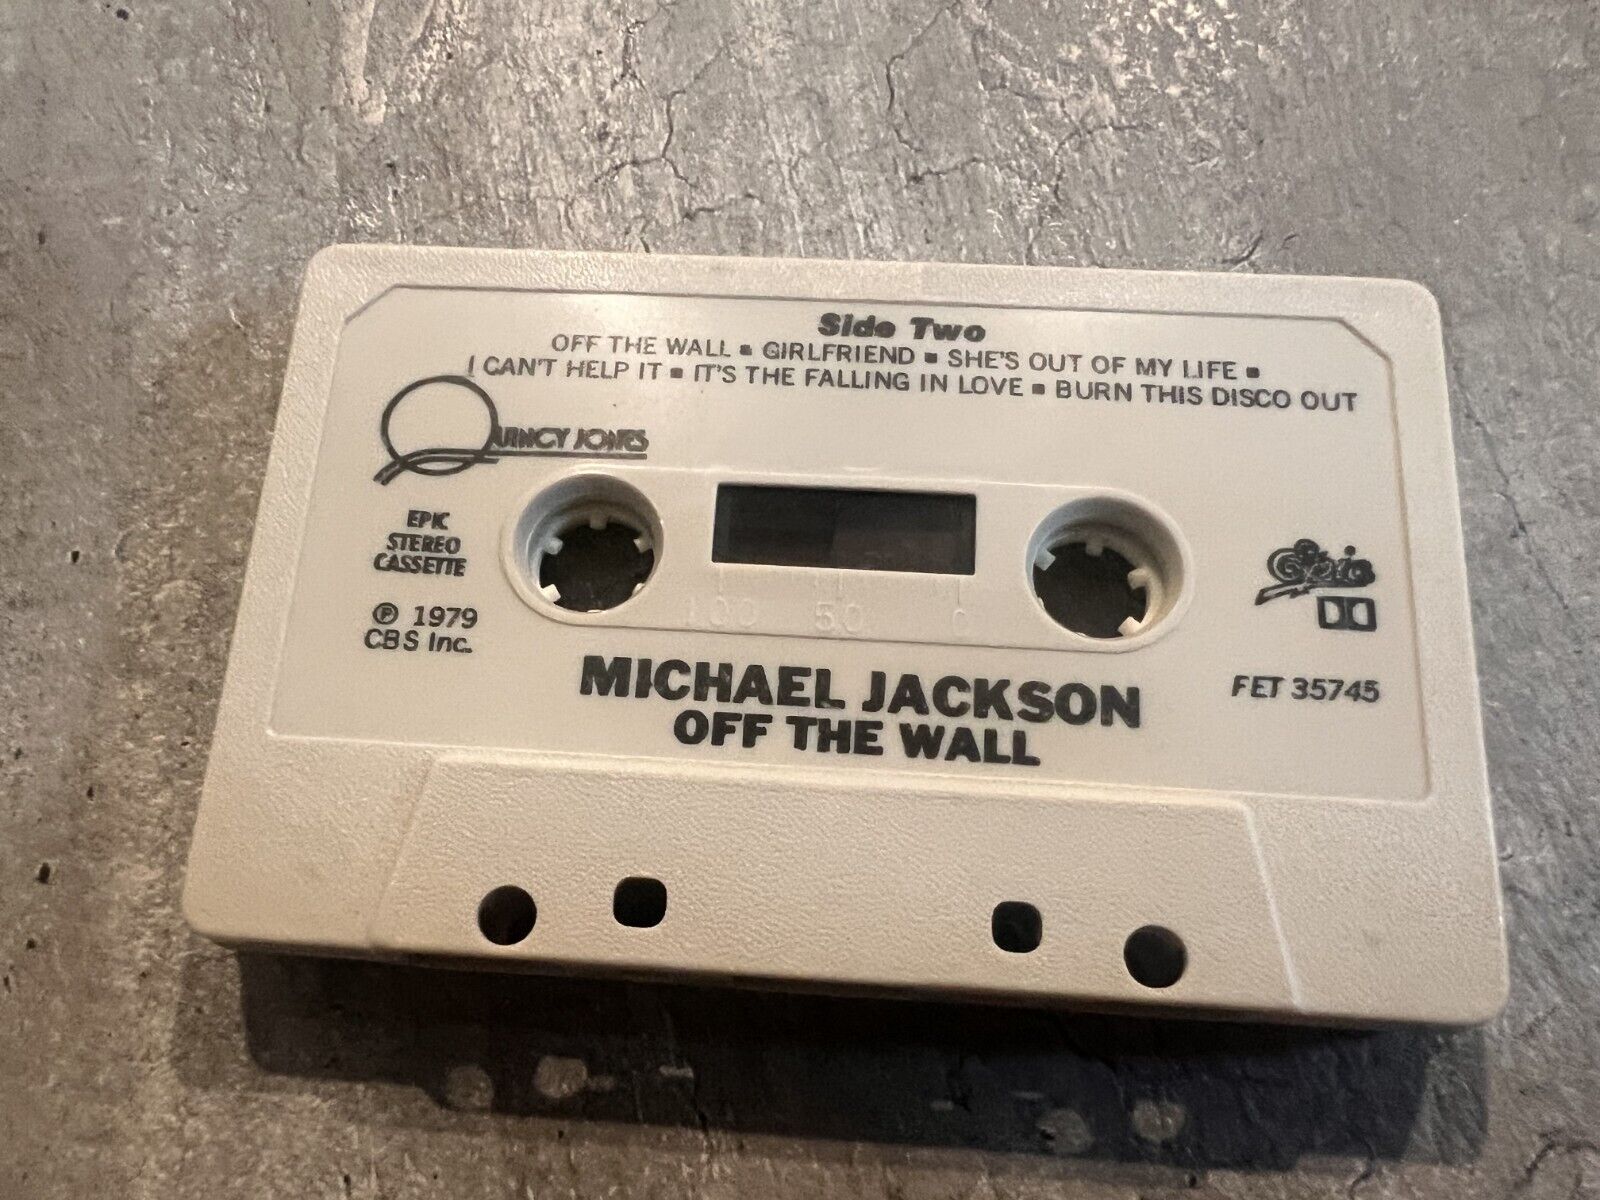 Side Two
OFF THE WALL ▪ GIRLFRIEND ▪ SHE'S OUT OF MY LIFE ▪
I CAN'T HELP IT ▪ IT'S THE FALLING IN LOVE ▪ BURN THIS DISCO OUT
QUINCY JONES
EPIC
STEREO
CASSETTE
℗ 1979
CBS Inc.
100 50 0
Epic
FET 35745
MICHAEL JACKSON
OFF THE WALL